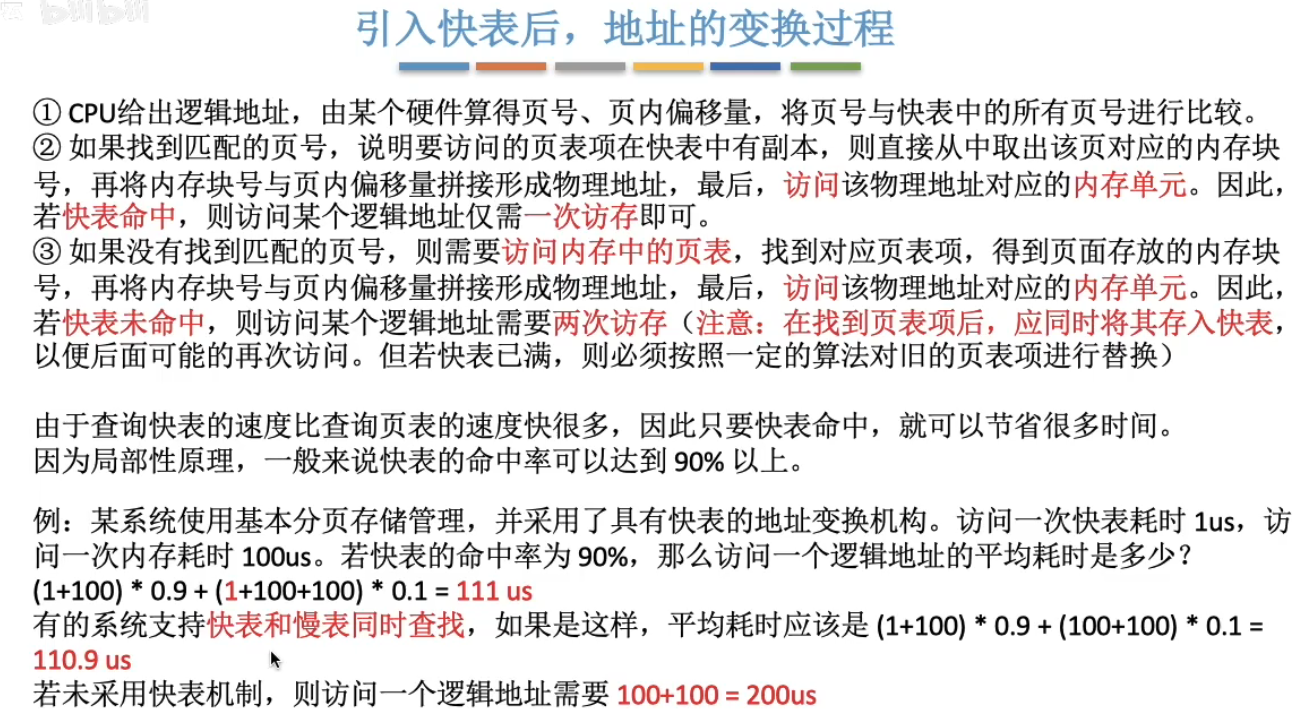 引入快表后，地址的变换过程
① CPU给出逻辑地址，由某个硬件算得页号、页内偏移量，将页号与快表中的所有页号进行比较。
② 如果找到匹配的页号，说明要访问的页表项在快表中有副本，则直接从中取出该页对应的内存块
号，再将内存块号与页内偏移量拼接形成物理地址，最后，访问该物理地址对应的内存单元。因此，
若快表命中，则访问某个逻辑地址仅需一次访存即可。
③ 如果没有找到匹配的页号，则需要访问内存中的页表，找到对应页表项，得到页面存放的内存块
号，再将内存块号与页内偏移量拼接形成物理地址，最后，访问该物理地址对应的内存单元。因此，
若快表未命中，则访问某个逻辑地址需要两次访存（注意：在找到页表项后，应同时将其存入快表，
以便后面可能的再次访问。但若快表已满，则必须按照一定的算法对旧的页表项进行替换）
由于查询快表的速度比查询页表的速度快很多，因此只要快表命中，就可以节省很多时间。
因为局部性原理，一般来说快表的命中率可以达到 90% 以上。
例：某系统使用基本分页存储管理，并采用了具有快表的地址变换机构。访问一次快表耗时 1us，访
问一次内存耗时 100us。若快表的命中率为 90%，那么访问一个逻辑地址的平均耗时是多少？
(1+100) * 0.9 + (1+100+100) * 0.1 = 111 us
有的系统支持快表和慢表同时查找，如果是这样，平均耗时应该是 (1+100) * 0.9 + (100+100) * 0.1 =
110.9 us
若未采用快表机制，则访问一个逻辑地址需要 100+100 = 200us